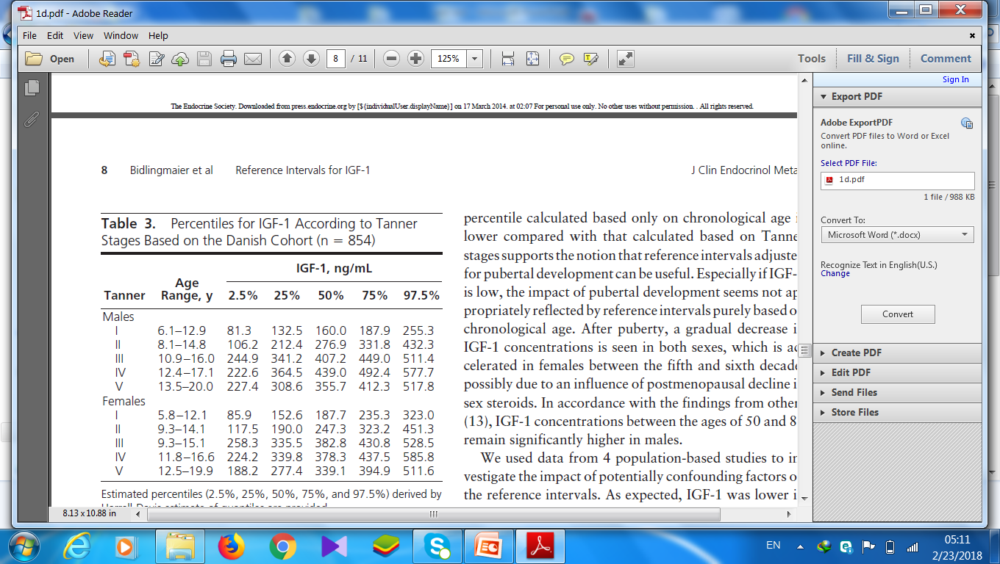 1d.pdf - Adobe Reader
File Edit View Window Help
Open 8 / 11 125% Tools Fill & Sign Comment
Sign In
The Endocrine Society. Downloaded from press.endocrine.org by [${individualUser.displayName}] on 17 March 2014. at 02:07 For personal use only. No other uses without permission. . All rights reserved.
8 Bidlingmaier et al Reference Intervals for IGF-1 J Clin Endocrinol Meta
Table 3. Percentiles for IGF-1 According to Tanner
Stages Based on the Danish Cohort (n = 854)
IGF-1, ng/mL
Tanner Age Range, y 2.5% 25% 50% 75% 97.5%
Males
I 6.1–12.9 81.3 132.5 160.0 187.9 255.3
II 8.1–14.8 106.2 212.4 276.9 331.8 432.3
III 10.9–16.0 244.9 341.2 407.2 449.0 511.4
IV 12.4–17.1 222.6 364.5 439.0 492.4 577.7
V 13.5–20.0 227.4 308.6 355.7 412.3 517.8
Females
I 5.8–12.1 85.9 152.6 187.7 235.3 323.0
II 9.3–14.1 117.5 190.0 247.3 323.2 451.3
III 9.3–15.1 258.3 335.5 382.8 430.8 528.5
IV 11.8–16.6 224.2 339.8 378.3 437.5 585.8
V 12.5–19.9 188.2 277.4 339.1 394.9 511.6
Estimated percentiles (2.5%, 25%, 50%, 75%, and 97.5%) derived by
percentile calculated based only on chronological age i
lower compared with that calculated based on Tanne
stages supports the notion that reference intervals adjuste
for pubertal development can be useful. Especially if IGF-
is low, the impact of pubertal development seems not ap
propriately reflected by reference intervals purely based o
chronological age. After puberty, a gradual decrease i
IGF-1 concentrations is seen in both sexes, which is ac
celerated in females between the fifth and sixth decade
possibly due to an influence of postmenopausal decline i
sex steroids. In accordance with the findings from other
(13), IGF-1 concentrations between the ages of 50 and 8
remain significantly higher in males.
We used data from 4 population-based studies to in
vestigate the impact of potentially confounding factors o
the reference intervals. As expected, IGF-1 was lower i
8.13 x 10.88 in
Export PDF
Adobe ExportPDF
Convert PDF files to Word or Excel
online.
Select PDF File:
1d.pdf
1 file / 988 KB
Convert To:
Microsoft Word (*.docx)
Recognize Text in English(U.S.)
Change
Convert
Create PDF
Edit PDF
Send Files
Store Files
EN
05:11
2/23/2018